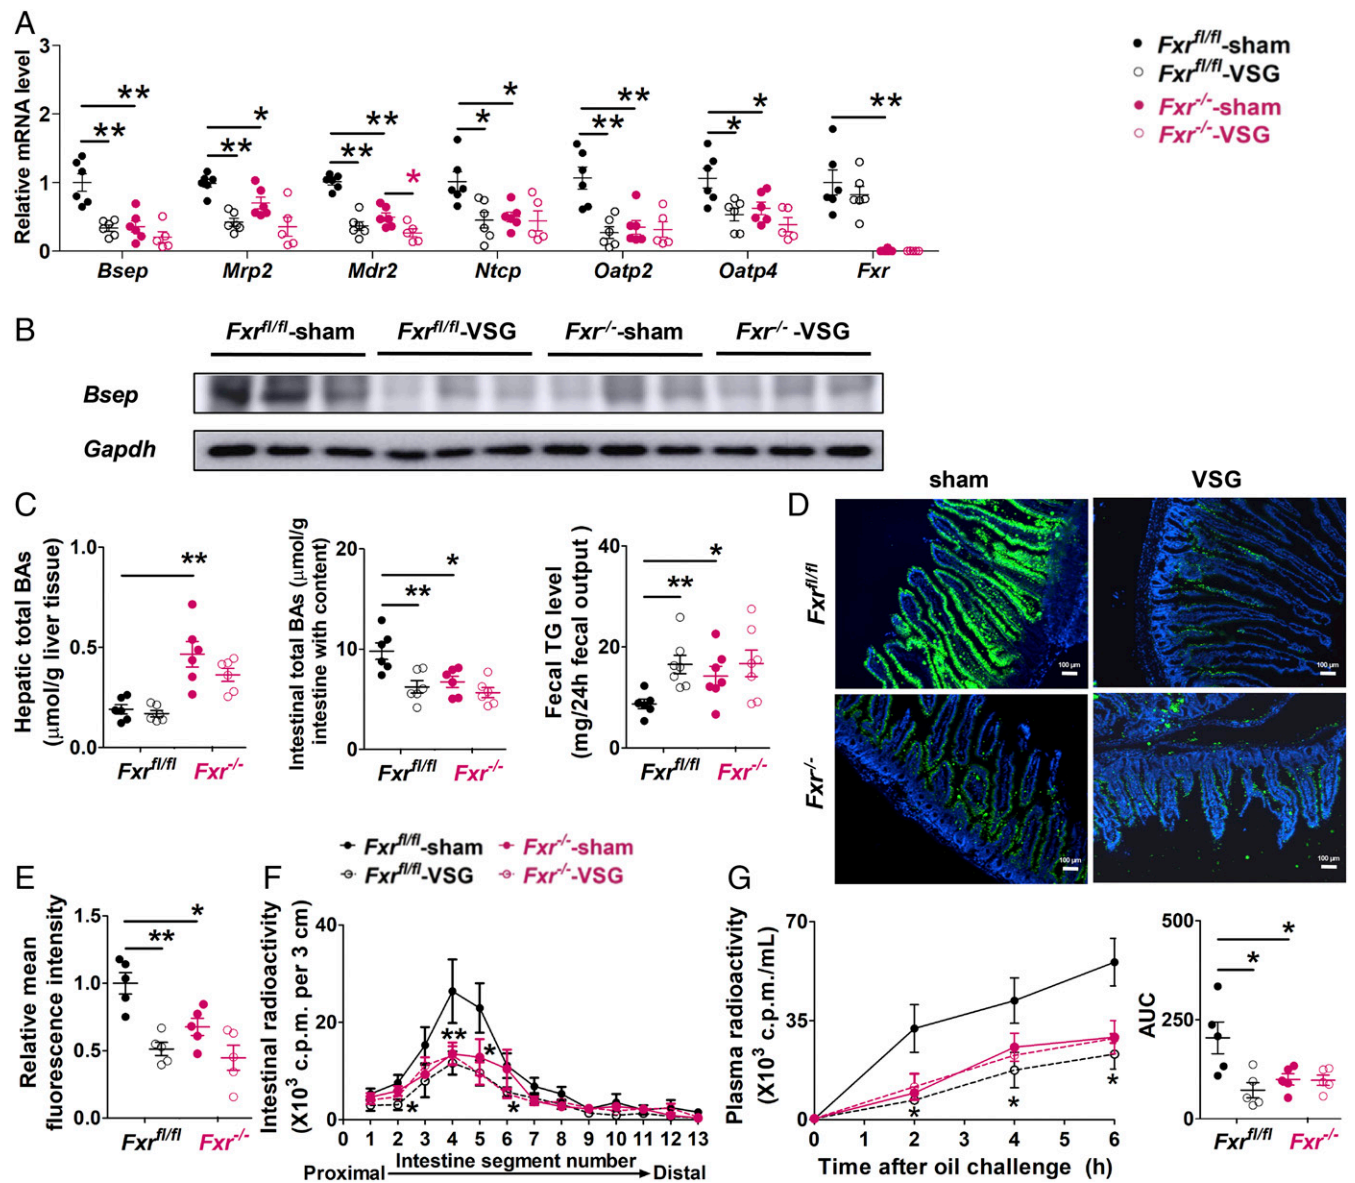 A
Relative mRNA level
3
2
1
0
** ** ** * ** ** * * * ** ** * * **
Bsep Mrp2 Mdr2 Ntcp Oatp2 Oatp4 Fxr
Fxrfl/fl-sham
Fxrfl/fl-VSG
Fxr-/--sham
Fxr-/--VSG
B
Fxrfl/fl-sham Fxrfl/fl-VSG Fxr-/--sham Fxr-/- -VSG
Bsep
Gapdh
C
Hepatic total BAs
(μmol/g liver tissue)
1.0
0.5
0.0
**
Fxrfl/fl Fxr-/-
Intestinal total BAs (μmol/g
intestine with content)
20
10
0
*
**
Fxrfl/fl Fxr-/-
Fecal TG level
(mg/24h fecal output)
40
20
0
*
**
Fxrfl/fl Fxr-/-
D
sham VSG
Fxrfl/fl
100 μm 100 μm
Fxr-/-
100 μm 100 μm
Fxrfl/fl-sham Fxr-/--sham
Fxrfl/fl-VSG Fxr-/--VSG
E
Relative mean
fluorescence intensity
1.5
1.0
0.5
0.0
*
**
Fxrfl/fl Fxr-/-
F
Intestinal radioactivity
(X10³ c.p.m. per 3 cm)
40
20
0
**
*
* *
0 1 2 3 4 5 6 7 8 9 10 11 12 13
Intestine segment number
Proximal Distal
G
Plasma radioactivity
(X10³ c.p.m./mL)
70
35
0
* * *
0 2 4 6
Time after oil challenge (h)
AUC
500
250
0
*
*
Fxrfl/fl Fxr-/-